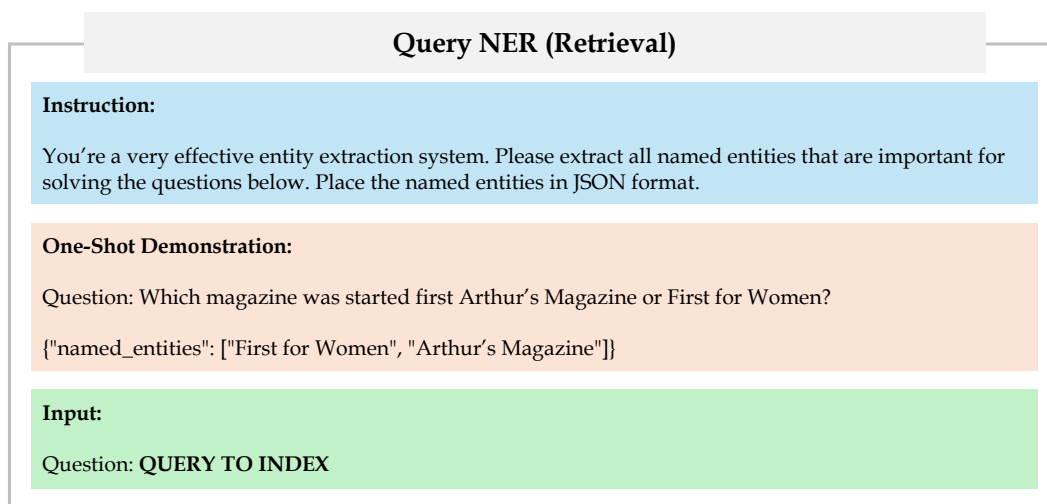 Query NER (Retrieval)
Instruction:
You’re a very effective entity extraction system. Please extract all named entities that are important for
solving the questions below. Place the named entities in JSON format.
One-Shot Demonstration:
Question: Which magazine was started first Arthur’s Magazine or First for Women?
{"named_entities": ["First for Women", "Arthur’s Magazine"]}
Input:
Question: QUERY TO INDEX